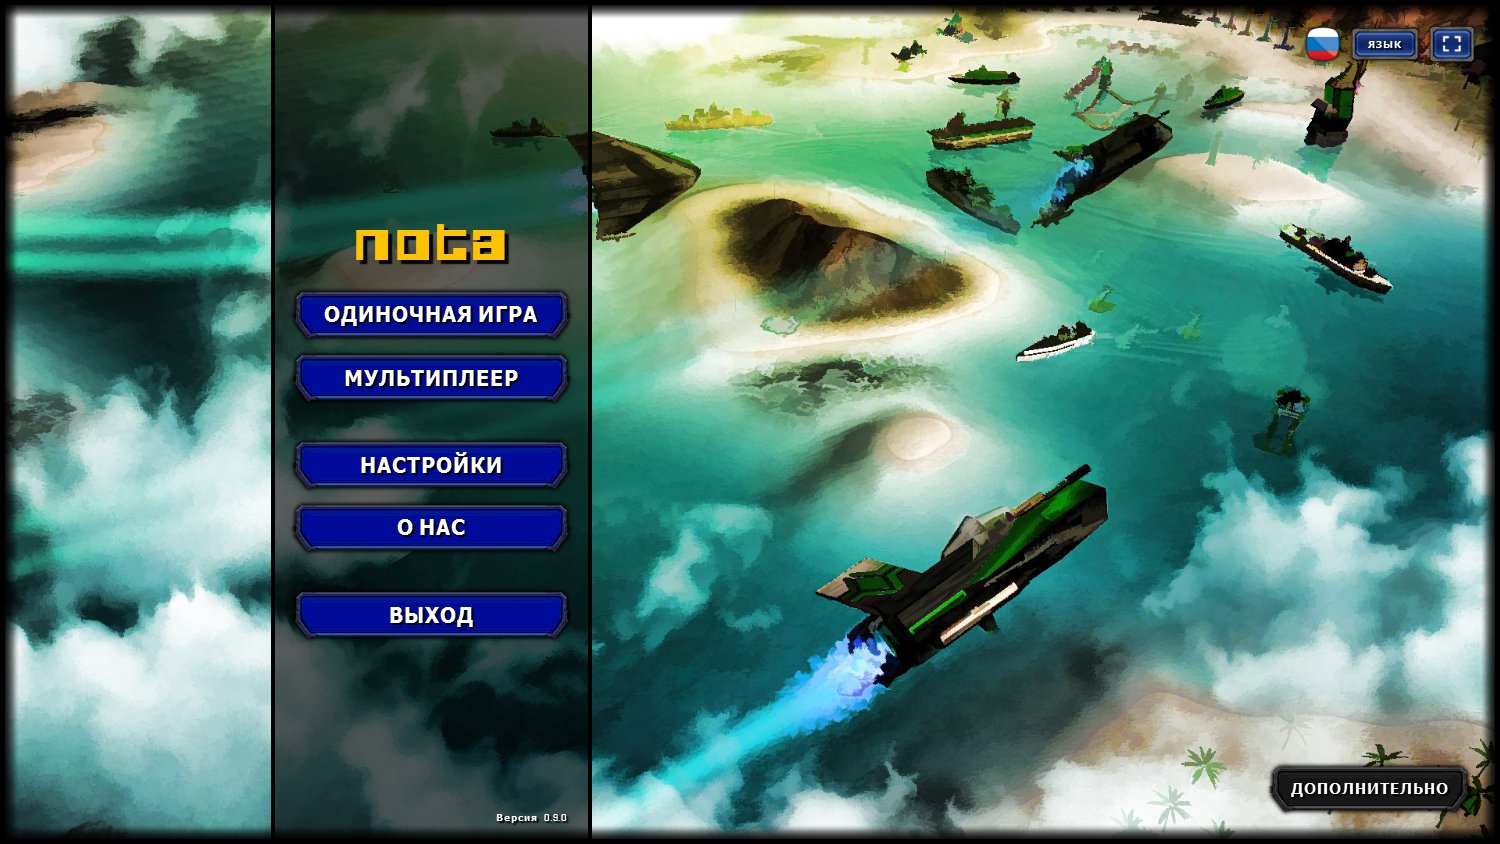 язык
nota
ОДИНОЧНАЯ ИГРА
МУЛЬТИПЛЕЕР
НАСТРОЙКИ
О НАС
ВЫХОД
ДОПОЛНИТЕЛЬНО
Версия 0.9.0